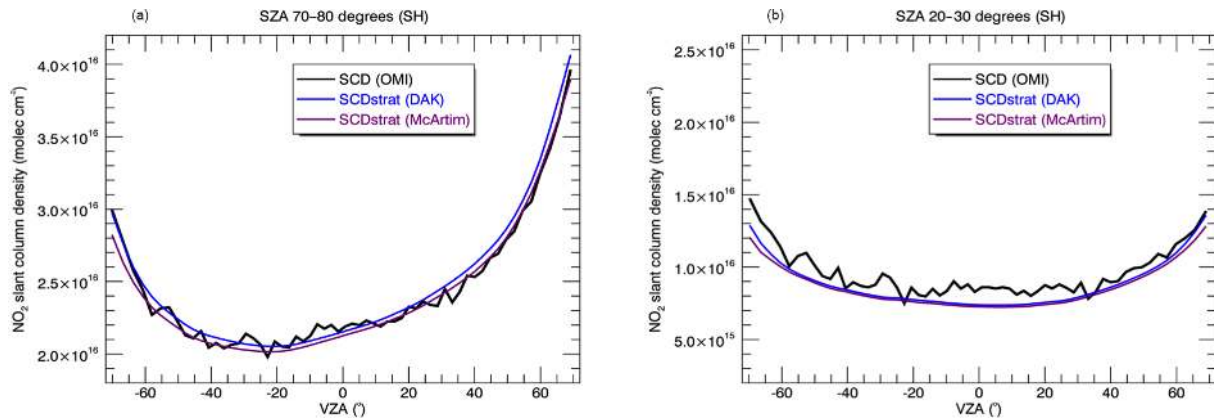 (a)
SZA 70–80 degrees (SH)
4.0×10¹⁶
3.5×10¹⁶
3.0×10¹⁶
2.5×10¹⁶
2.0×10¹⁶
NO₂ slant column density (molec cm⁻²)
SCD (OMI)
SCDstrat (DAK)
SCDstrat (McArtim)
-60 -40 -20 0 20 40 60
VZA (°)
(b)
SZA 20–30 degrees (SH)
2.5×10¹⁶
2.0×10¹⁶
1.5×10¹⁶
1.0×10¹⁶
5.0×10¹⁵
NO₂ slant column density (molec cm⁻²)
SCD (OMI)
SCDstrat (DAK)
SCDstrat (McArtim)
-60 -40 -20 0 20 40 60
VZA (°)